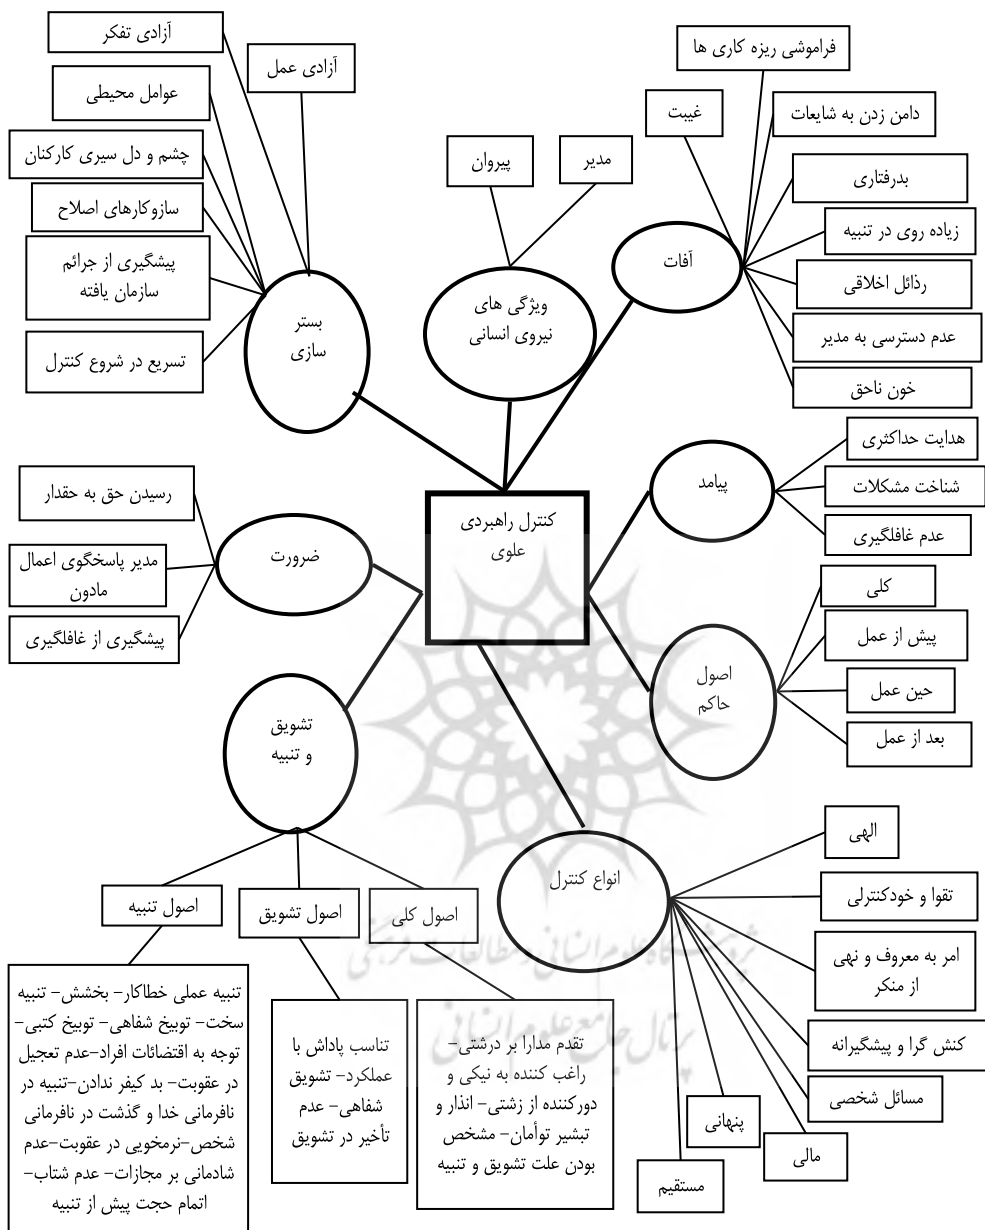 کنترل راهبردی
علوی
آفات
فراموشی ریزه کاری ها
غیبت
دامن زدن به شایعات
بدرفتاری
زیاده روی در تنبیه
رذائل اخلاقی
عدم دسترسی به مدیر
خون ناحق
ویژگی های
نیروی انسانی
مدیر
پیروان
بستر
سازی
آزادی عمل
آزادی تفکر
عوامل محیطی
چشم و دل سیری کارکنان
سازوکارهای اصلاح
پیشگیری از جرائم
سازمان یافته
تسریع در شروع کنترل
پیامد
هدایت حداکثری
شناخت مشکلات
عدم غافلگیری
ضرورت
رسیدن حق به حقدار
مدیر پاسخگوی اعمال
مادون
پیشگیری از غافلگیری
اصول
حاکم
کلی
پیش از عمل
حین عمل
بعد از عمل
تشویق
و تنبیه
اصول کلی
اصول تشویق
اصول تنبیه
تقدم مدارا بر درشتی-
راغب کننده به نیکی و
دورکننده از زشتی- انذار و
تبشیر توأمان- مشخص
بودن علت تشویق و تنبیه
تناسب پاداش با
عملکرد- تشویق
شفاهی- عدم
تأخیر در تشویق
تنبیه عملی خطاکار- بخشش- تنبیه
سخت- توبیخ شفاهی- توبیخ کتبی-
توجه به اقتضائات افراد-عدم تعجیل
در عقوبت- بد کیفر ندادن-تنبیه در
نافرمانی خدا و گذشت در نافرمانی
شخص-نرمخویی در عقوبت-عدم
شادمانی بر مجازات- عدم شتاب-
اتمام حجت پیش از تنبیه
انواع کنترل
الهی
تقوا و خودکنترلی
امر به معروف و نهی
از منکر
کنش گرا و پیشگیرانه
مسائل شخصی
مالی
پنهانی
مستقیم
پژوهشگاه علوم انسانی و مطالعات فرهنگی
پرتال جامع علوم انسانی